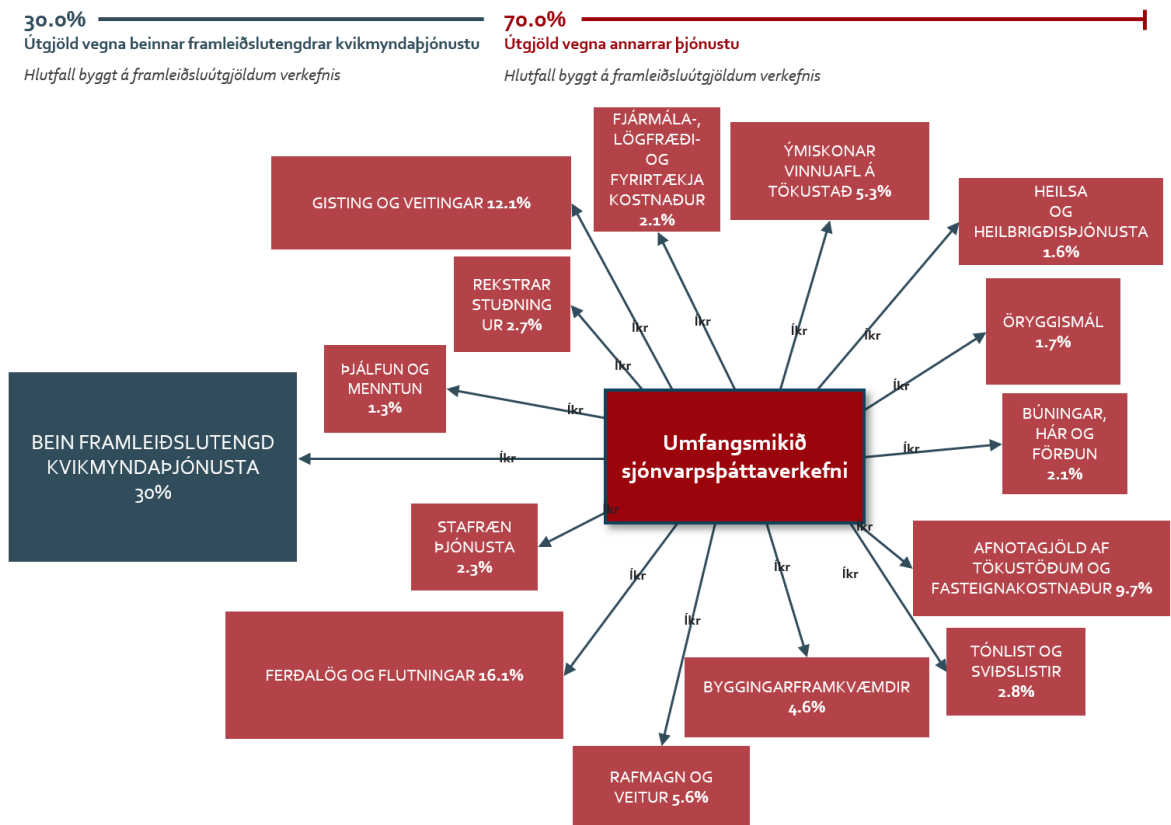 30.0%
Útgjöld vegna beinnar framleiðslutengdrar kvikmyndaþjónustu
Hlutfall byggt á framleiðsluútgjöldum verkefnis
70.0%
Útgjöld vegna annarrar þjónustu
Hlutfall byggt á framleiðsluútgjöldum verkefnis
FJÁRMÁLA-,
LÖGFRÆÐI-
OG
FYRIRTÆKJA
KOSTNAÐUR
2.1%
ÝMISKONAR
VINNUAFL Á
TÖKUSTAÐ 5.3%
GISTING OG VEITINGAR 12.1%
HEILSA
OG
HEILBRIGÐISÞJÓNUSTA
1.6%
REKSTRAR
STUÐNING
UR 2.7%
ÖRYGGISMÁL
1.7%
Íkr
Íkr
Íkr
Íkr
Íkr
Íkr
ÞJÁLFUN OG
MENNTUN
1.3%
Íkr
BÚNINGAR,
HÁR OG
FÖRÐUN
2.1%
Íkr
BEIN FRAMLEIÐSLUTENGD
KVIKMYNDAÞJÓNUSTA
30%
Íkr
Umfangsmikið
sjónvarpsþáttaverkefni
Íkr
STAFRÆN
ÞJÓNUSTA
2.3%
Íkr
AFNOTAGJÖLD AF
TÖKUSTÖÐUM OG
FASTEIGNAKOSTNAÐUR 9.7%
Íkr
Íkr
Íkr
Íkr
FERÐALÖG OG FLUTNINGAR 16.1%
BYGGINGARFRAMKVÆMDIR
4.6%
TÓNLIST OG
SVIÐSLISTIR
2.8%
RAFMAGN OG
VEITUR 5.6%